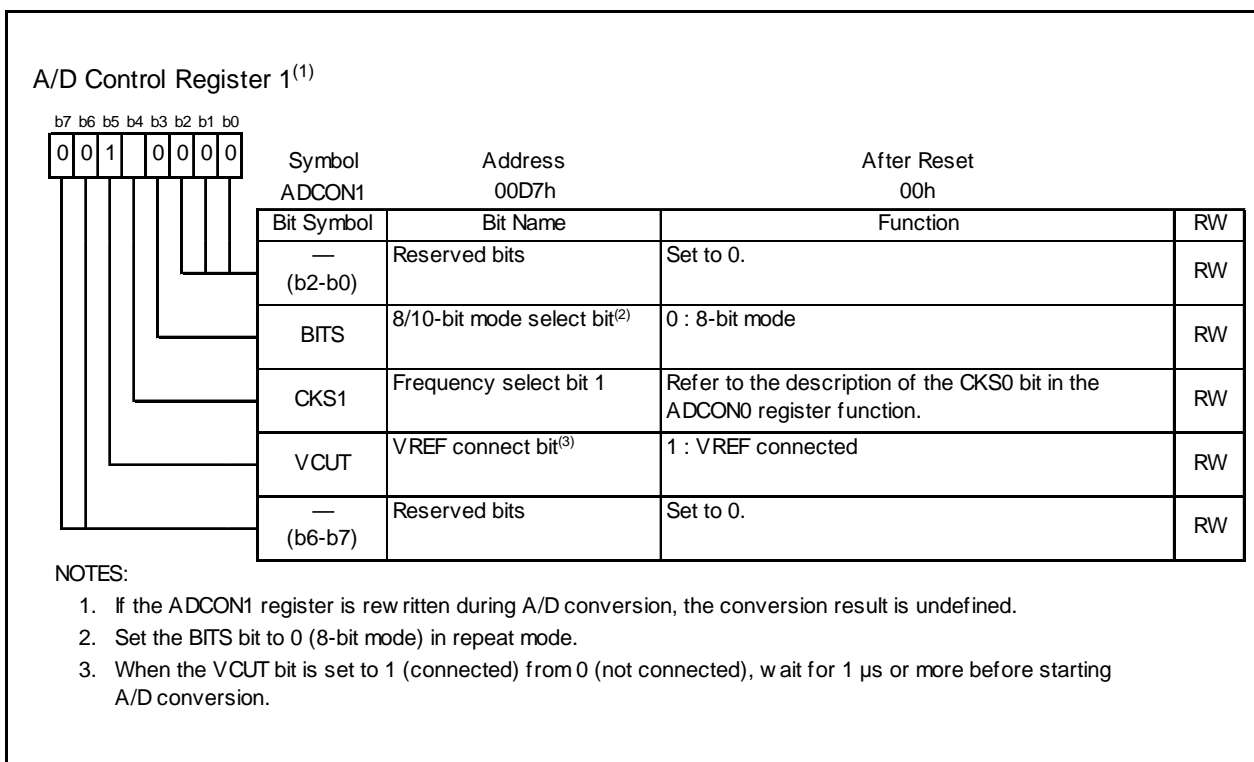 A/D Control Register 1(1)
b7 b6 b5 b4 b3 b2 b1 b0
0 0 1 0 0 0 0
Symbol Address After Reset
ADCON1 00D7h 00h
Bit Symbol Bit Name Function RW
— (b2-b0) Reserved bits Set to 0. RW
BITS 8/10-bit mode select bit(2) 0 : 8-bit mode RW
CKS1 Frequency select bit 1 Refer to the description of the CKS0 bit in the ADCON0 register function. RW
VCUT VREF connect bit(3) 1 : VREF connected RW
— (b6-b7) Reserved bits Set to 0. RW
NOTES:
1. If the ADCON1 register is rewritten during A/D conversion, the conversion result is undefined.
2. Set the BITS bit to 0 (8-bit mode) in repeat mode.
3. When the VCUT bit is set to 1 (connected) from 0 (not connected), wait for 1 µs or more before starting
A/D conversion.